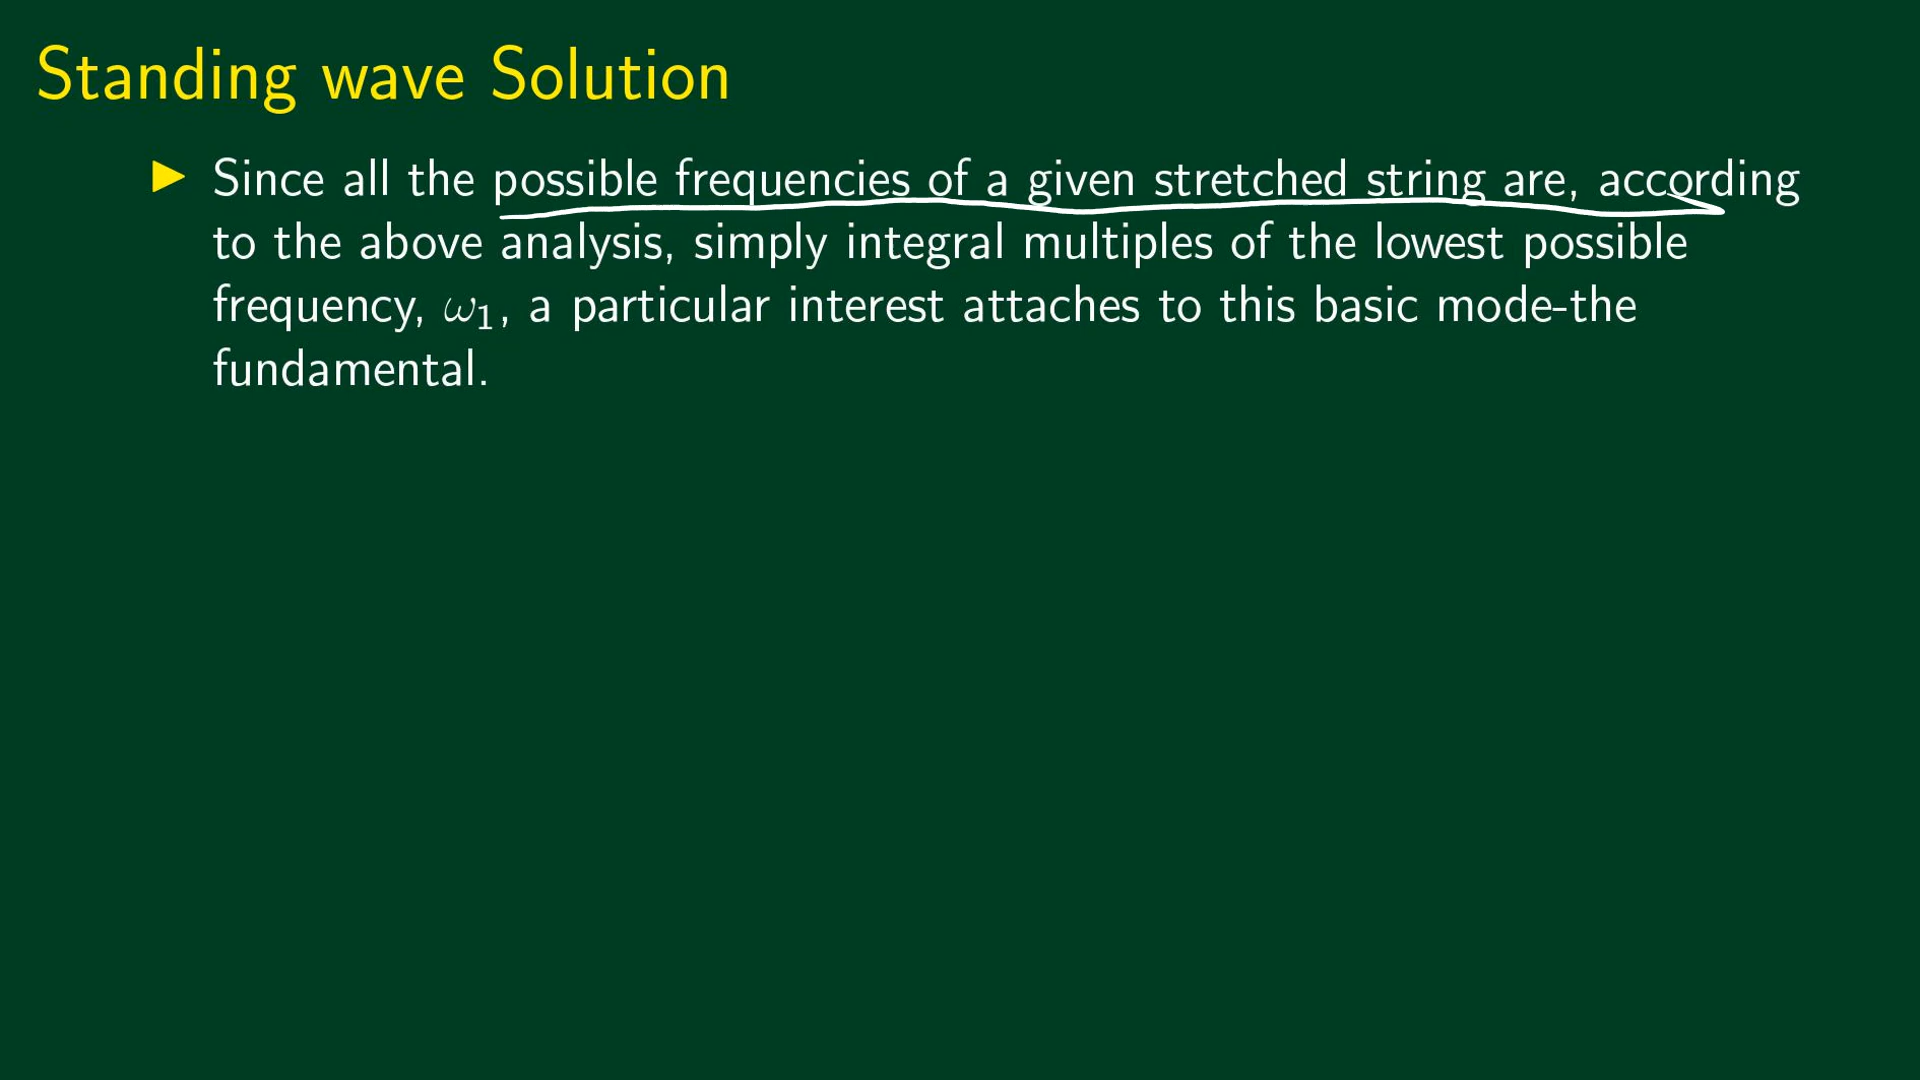 Standing wave Solution
Since all the possible frequencies of a given stretched string are, according
to the above analysis, simply integral multiples of the lowest possible
frequency, ω₁, a particular interest attaches to this basic mode-the
fundamental.